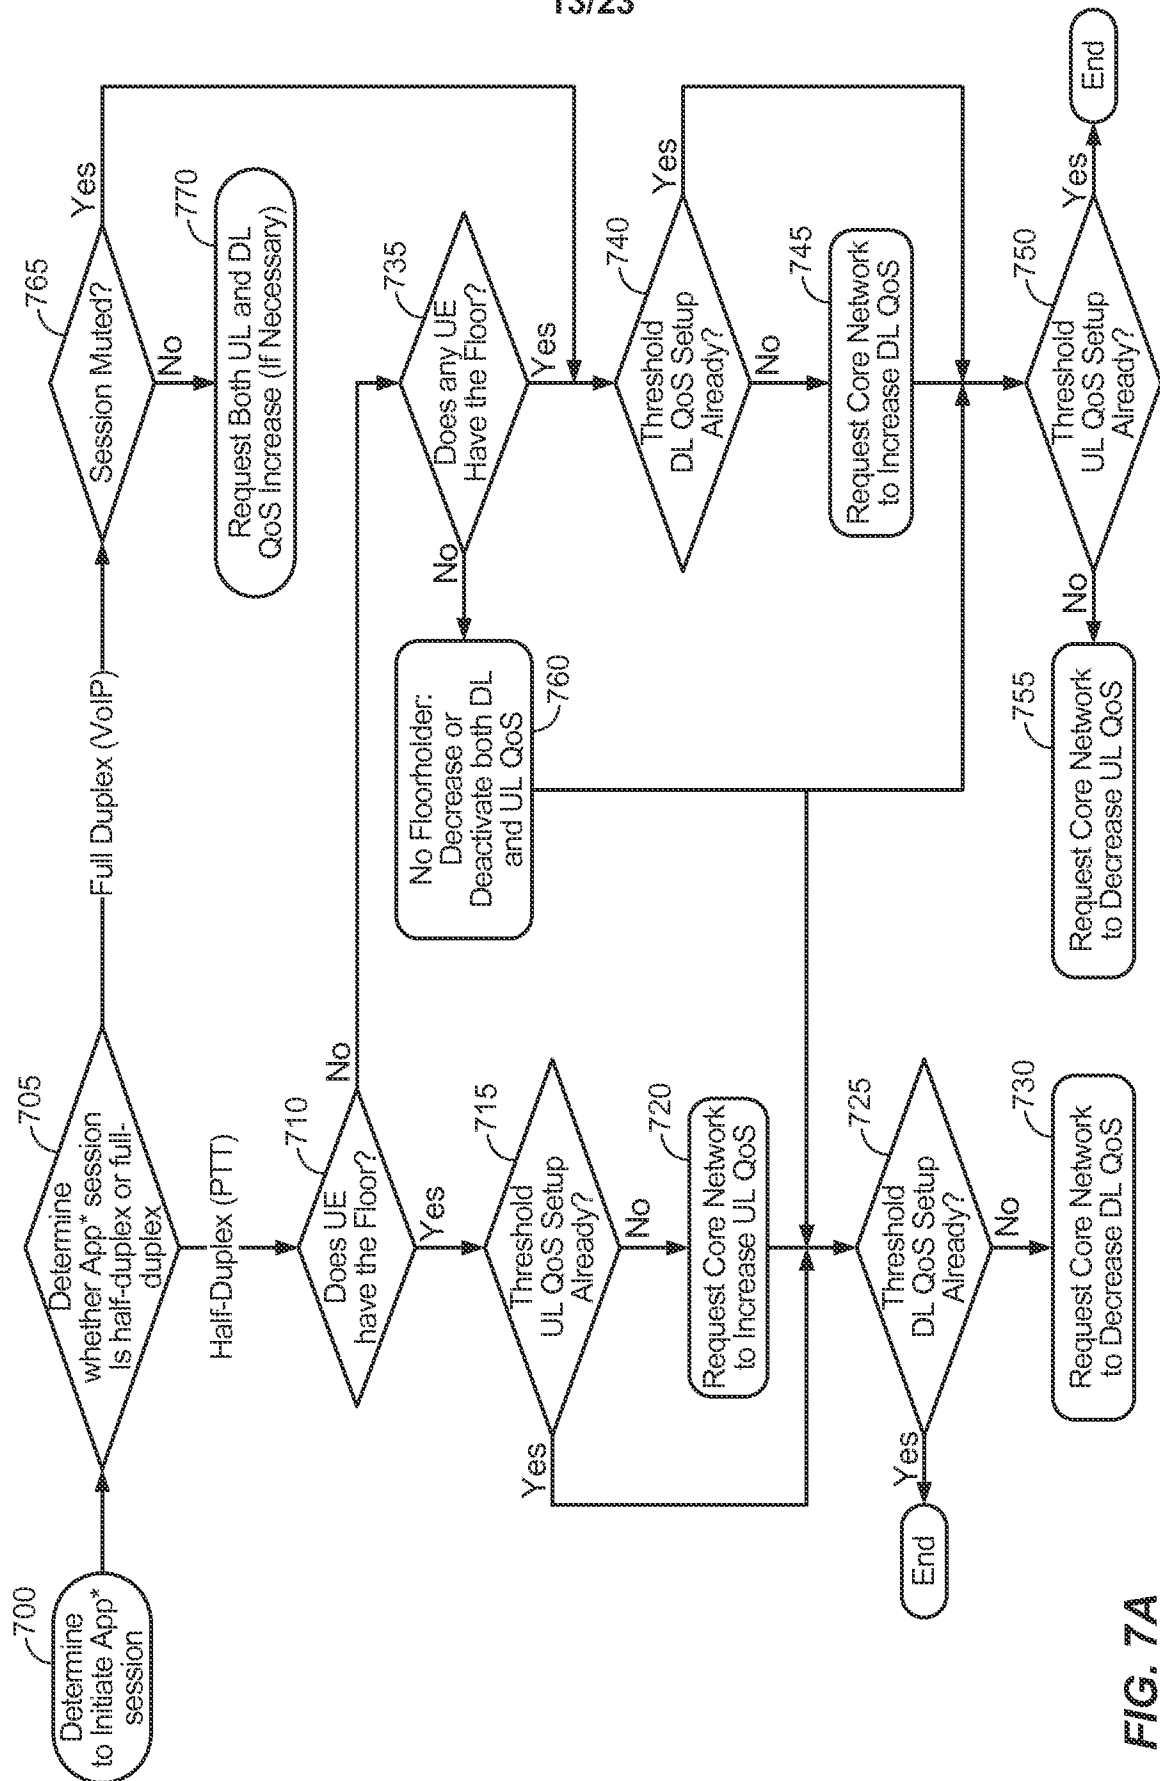 13/23
700
Determine
to Initiate App*
session
705
Determine
whether App* session
Is half-duplex or full-
duplex
Full Duplex (VoIP)
765
Session Muted?
Yes
No
770
Request Both UL and DL
QoS Increase (If Necessary)
Half-Duplex (PTT)
710
Does UE
have the Floor?
No
Yes
735
Does any UE
Have the Floor?
No
Yes
715
Threshold
UL QoS Setup
Already?
Yes
No
760
No Floorholder:
Decrease or
Deactivate both DL
and UL QoS
740
Threshold
DL QoS Setup
Already?
Yes
No
720
Request Core Network
to Increase UL QoS
745
Request Core Network
to Increase DL QoS
725
Threshold
DL QoS Setup
Already?
Yes
End
No
750
Threshold
UL QoS Setup
Already?
Yes
End
No
730
Request Core Network
to Decrease DL QoS
755
Request Core Network
to Decrease UL QoS
FIG. 7A